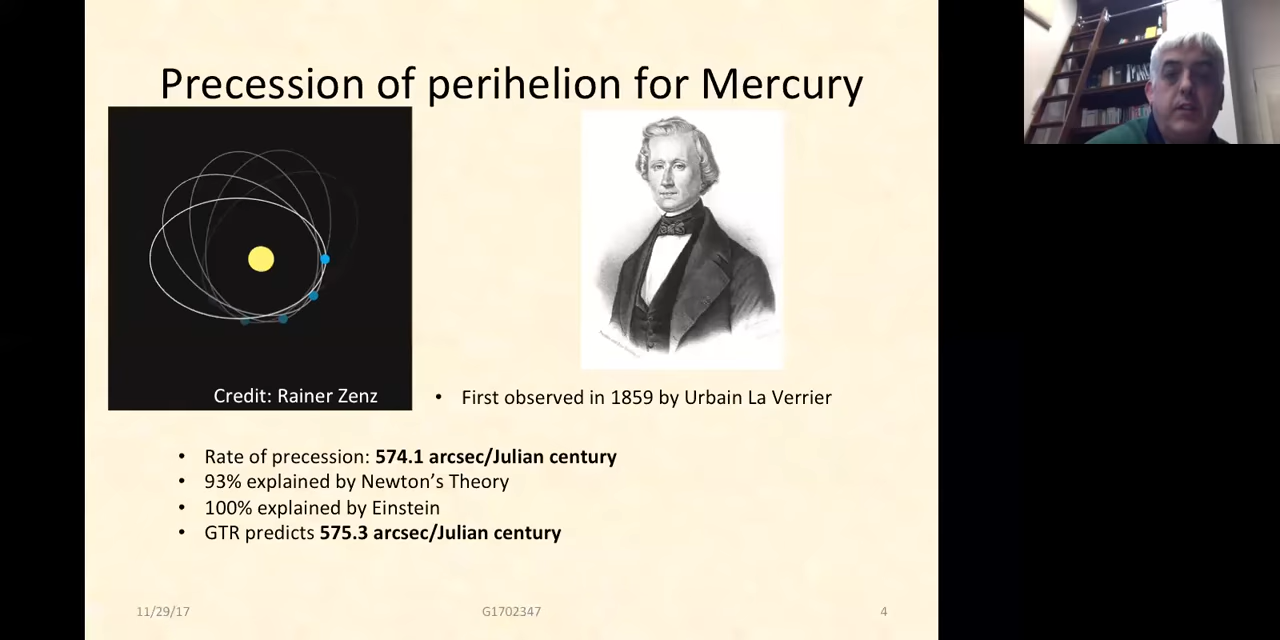 Precession of perihelion for Mercury
Credit: Rainer Zenz
• First observed in 1859 by Urbain La Verrier
• Rate of precession: 574.1 arcsec/Julian century
• 93% explained by Newton’s Theory
• 100% explained by Einstein
• GTR predicts 575.3 arcsec/Julian century
11/29/17
G1702347
4